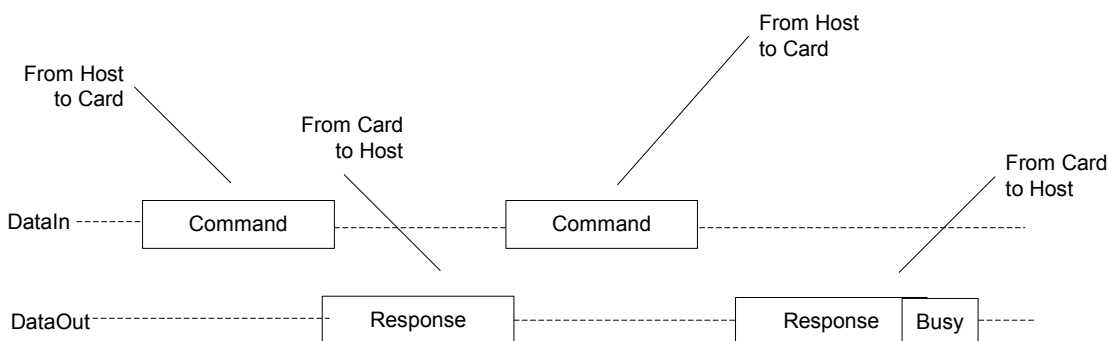 From Host
to Card
From Card
to Host
From Host
to Card
From Card
to Host
DataIn
Command
Command
DataOut
Response
Response
Busy